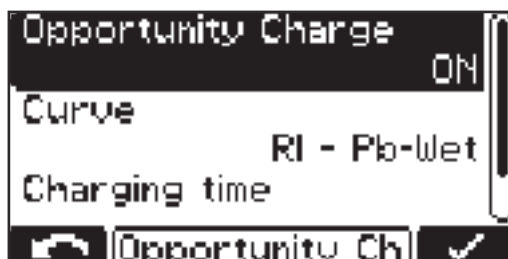 Opportunity Charge
ON
Curve
RI - Pb-Wet
Charging time
Opportunity Ch